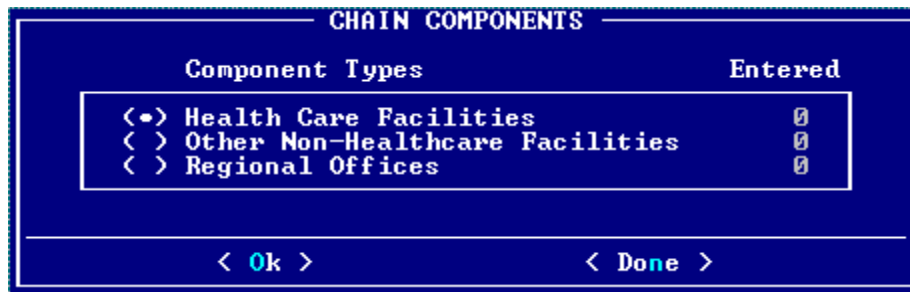 CHAIN COMPONENTS
Component Types Entered
(•) Health Care Facilities 0
( ) Other Non-Healthcare Facilities 0
( ) Regional Offices 0
< Ok > < Done >